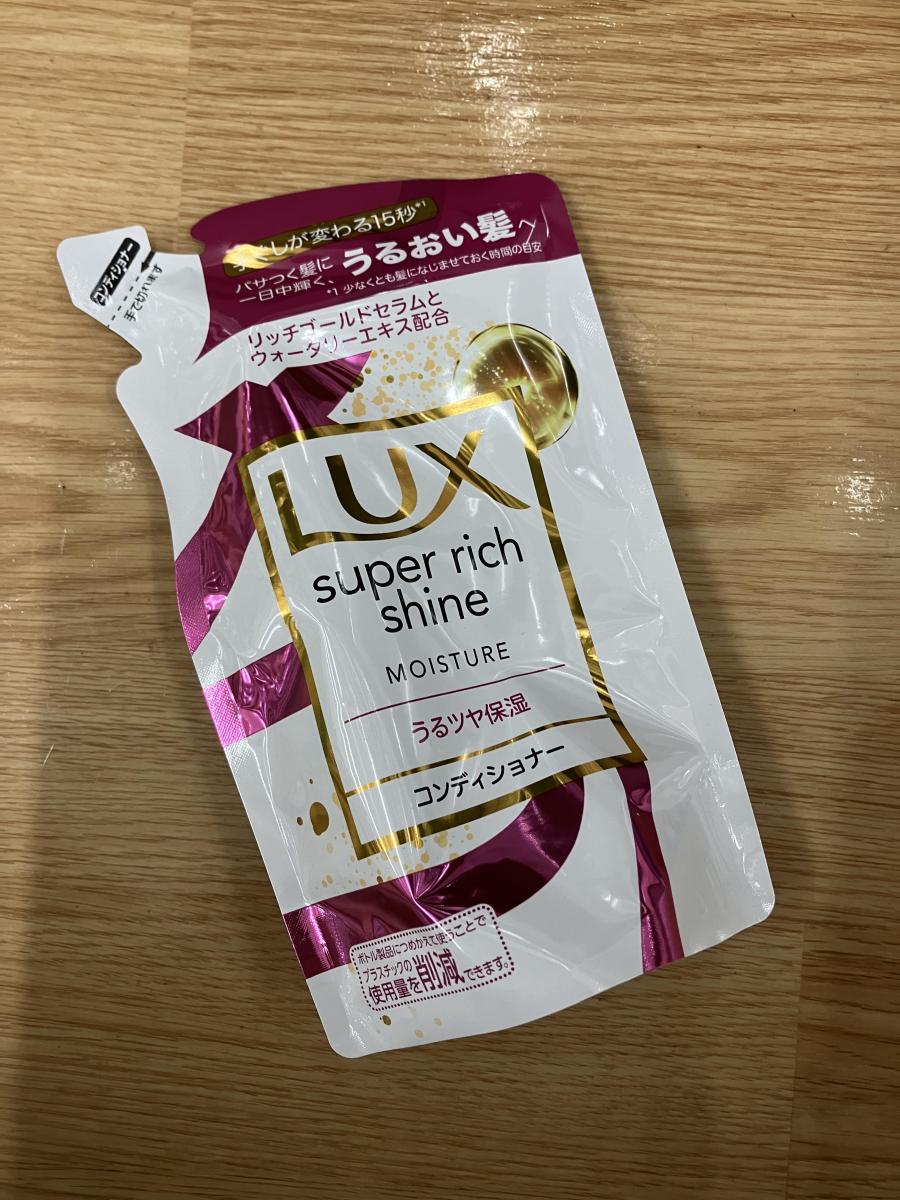 コンディショナー
手で切れます
手ざわりが変わる15秒*1
パサつく髪に
一日中輝く、うるおい髪へ
*1 少なくとも髪になじませておく時間の目安
リッチゴールドセラムと
ウォータリーエキス配合
LUX
super rich
shine
MOISTURE
うるツヤ保湿
コンディショナー
ボトル製品につめかえて使うことで
プラスチックの
使用量を削減できます。